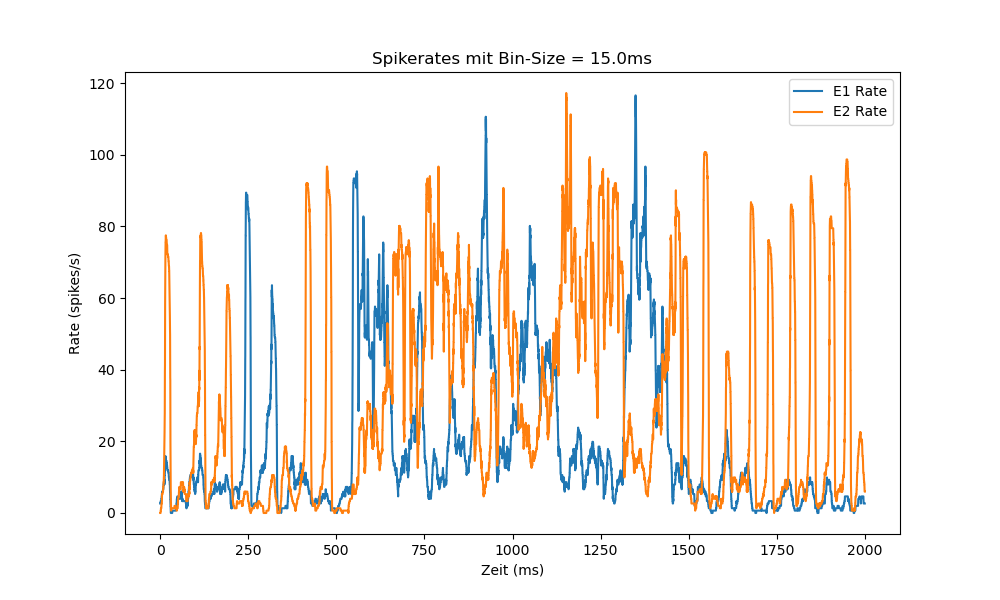 Spikerates mit Bin-Size = 15.0ms
E1 Rate
E2 Rate
Rate (spikes/s)
120
100
80
60
40
20
0
0 250 500 750 1000 1250 1500 1750 2000
Zeit (ms)